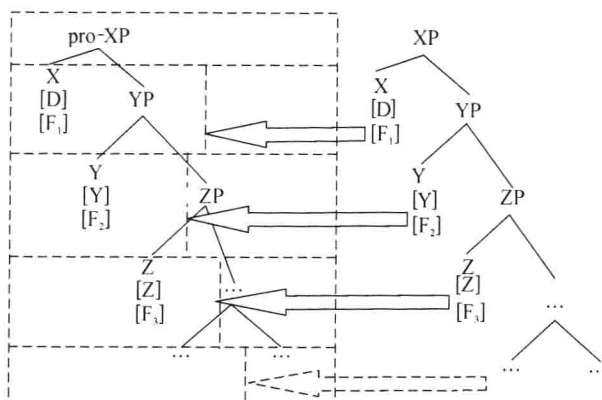 pro-XP
X
[D]
[F₁]
YP
Y
[Y]
[F₂]
ZP
Z
[Z]
[F₃]
...
...
...
XP
X
[D]
[F₁]
YP
Y
[Y]
[F₂]
ZP
Z
[Z]
[F₃]
...
...
..